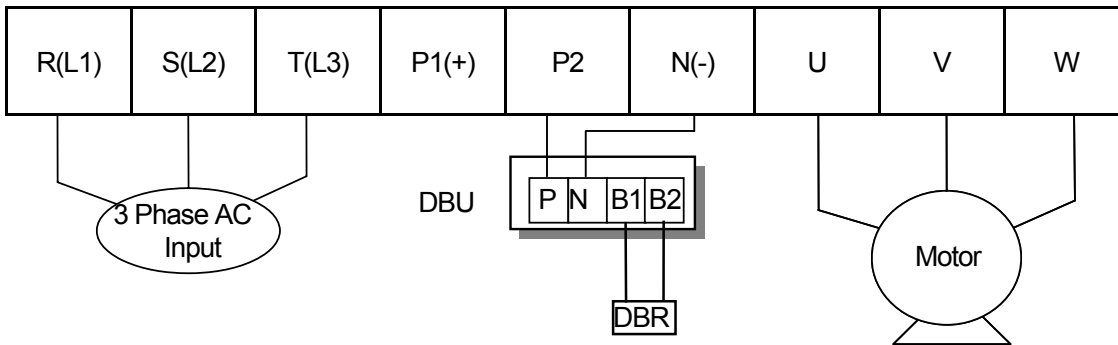 R(L1) S(L2) T(L3) P1(+) P2 N(-) U V W
DBU
P N B1 B2
3 Phase AC
Input
Motor
DBR